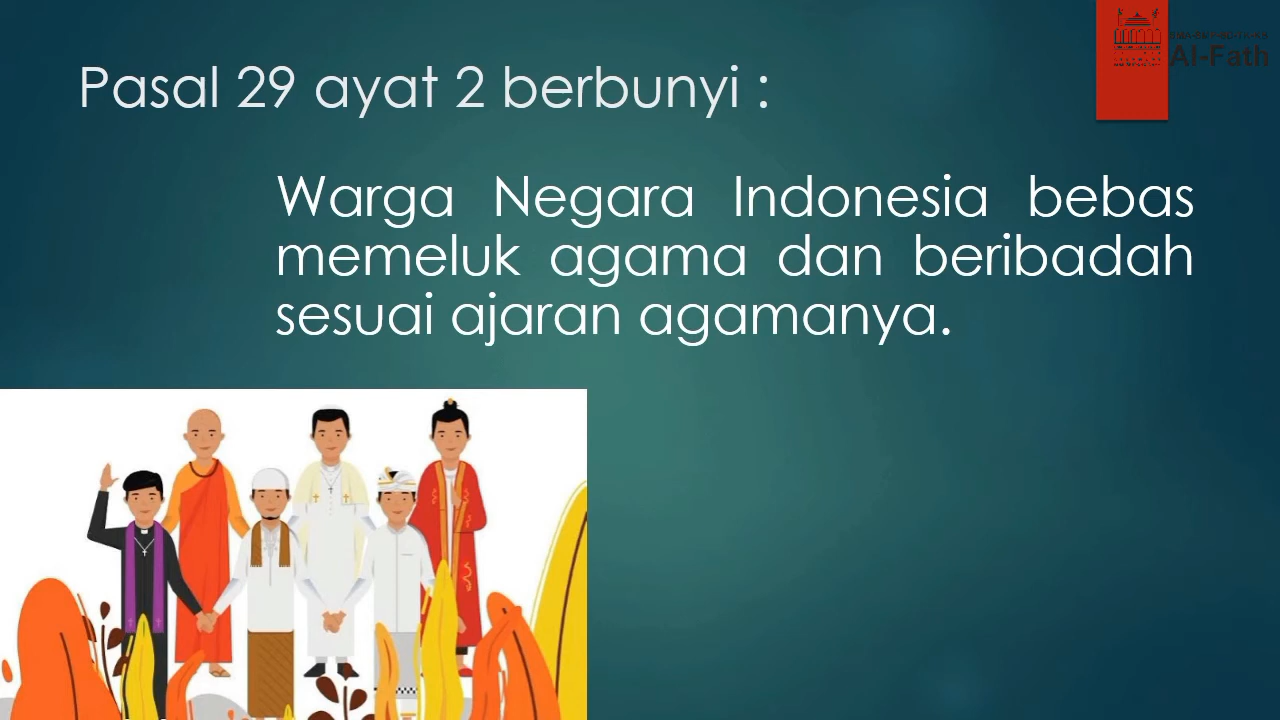 Pasal 29 ayat 2 berbunyi :
Al-Fath
Warga Negara Indonesia bebas
memeluk agama dan beribadah
sesuai ajaran agamanya.